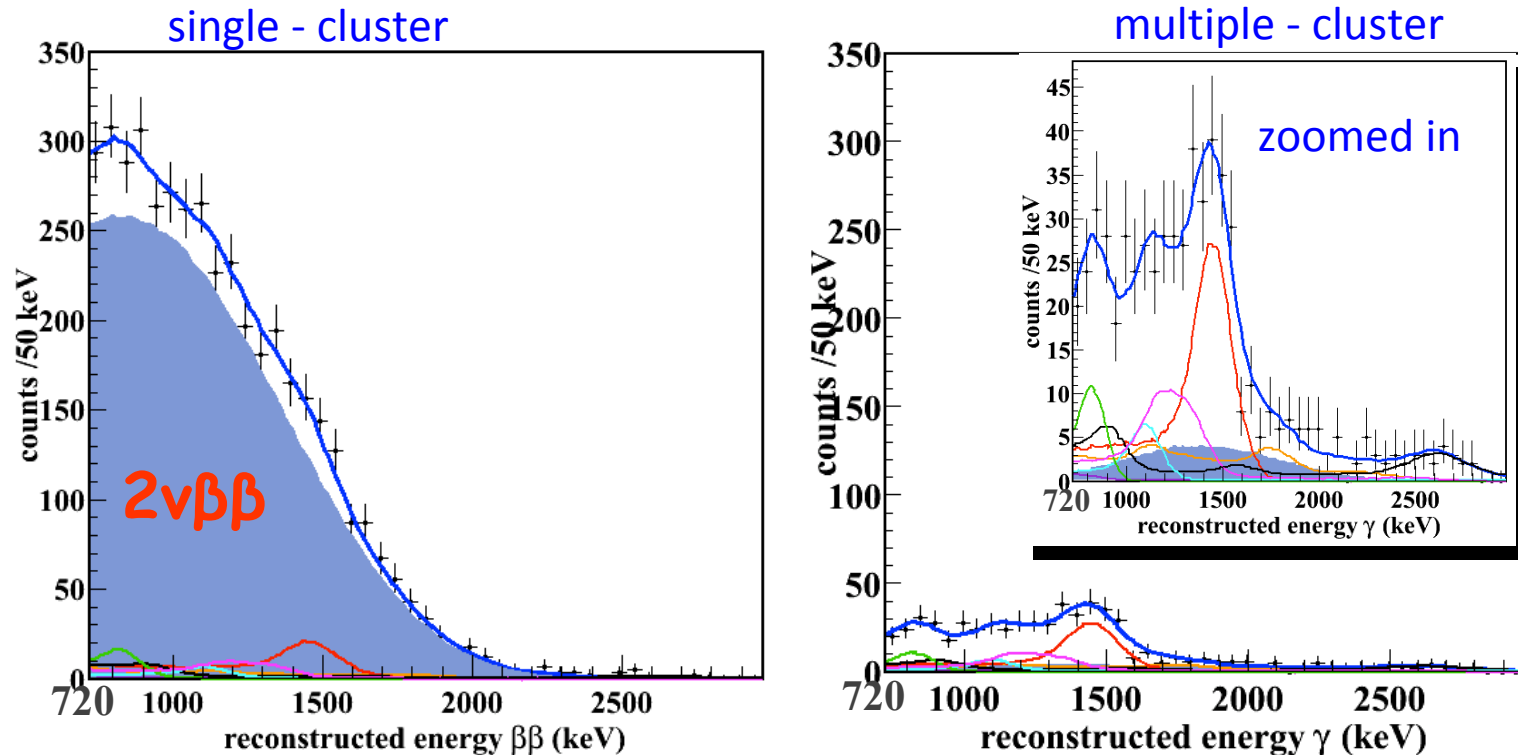 single - cluster
350
300
250
200
150
100
50
0
counts /50 keV
2νββ
720 1000 1500 2000 2500
reconstructed energy ββ (keV)
multiple - cluster
350
300
250
200
150
100
50
0
counts /50 keV
720 1000 1500 2000 2500
reconstructed energy γ (keV)
zoomed in
45
40
35
30
25
20
15
10
5
0
counts /50 keV
720 1000 1500 2000 2500
reconstructed energy γ (keV)